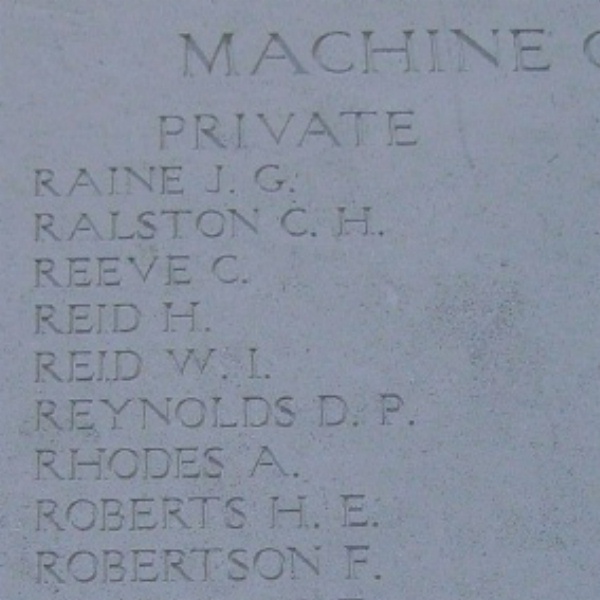 MACHINE
PRIVATE
RAINE J. G.
RALSTON C. H.
REEVE C.
REID H.
REID W. I.
REYNOLDS D. P.
RHODES A.
ROBERTS H. E.
ROBERTSON F.